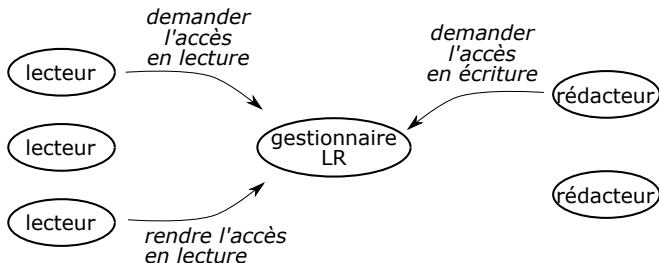 demander
l'accès
en lecture
demander
l'accès
en écriture
lecteur
rédacteur
lecteur
gestionnaire
LR
lecteur
rédacteur
rendre l'accès
en lecture